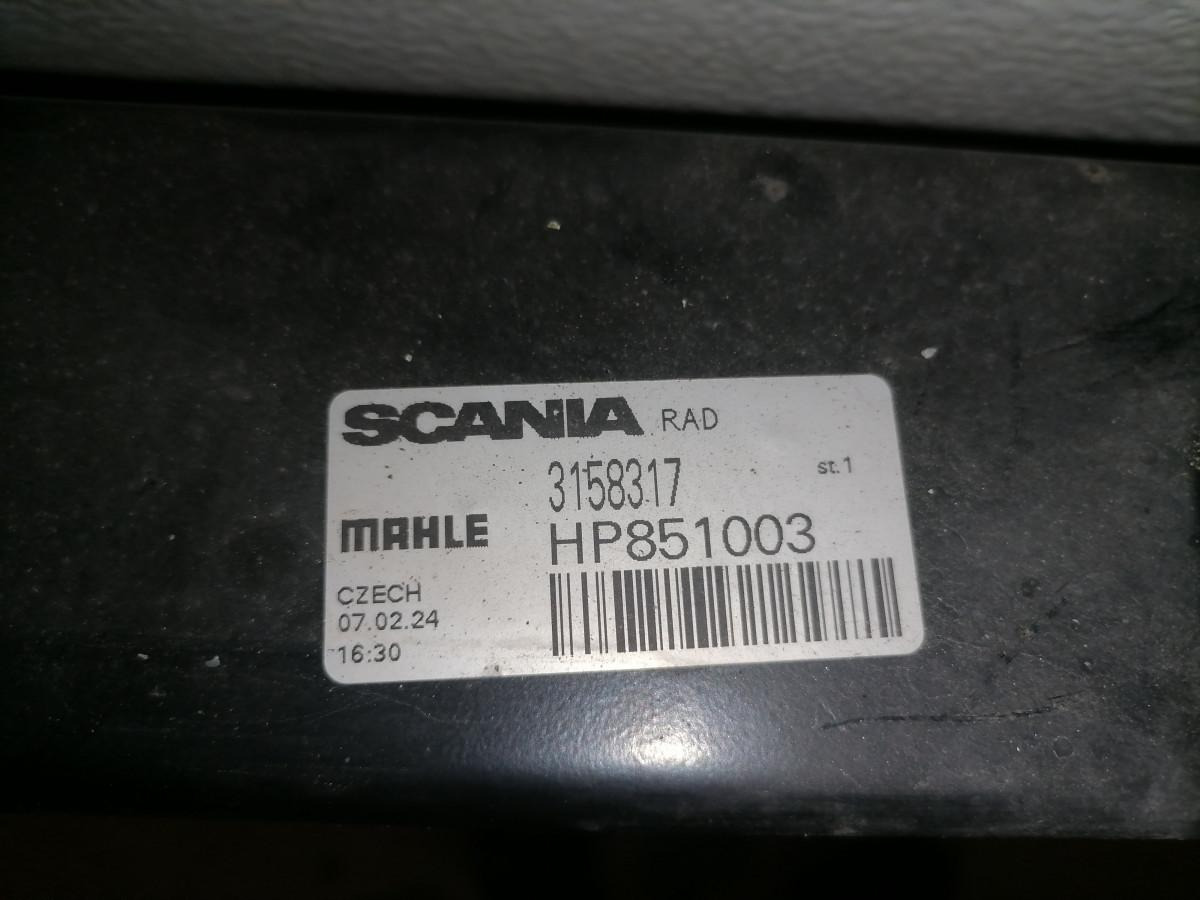 SCANIA RAD
3158317 st.1
MAHLE HP851003
CZECH
07.02.24
16:30